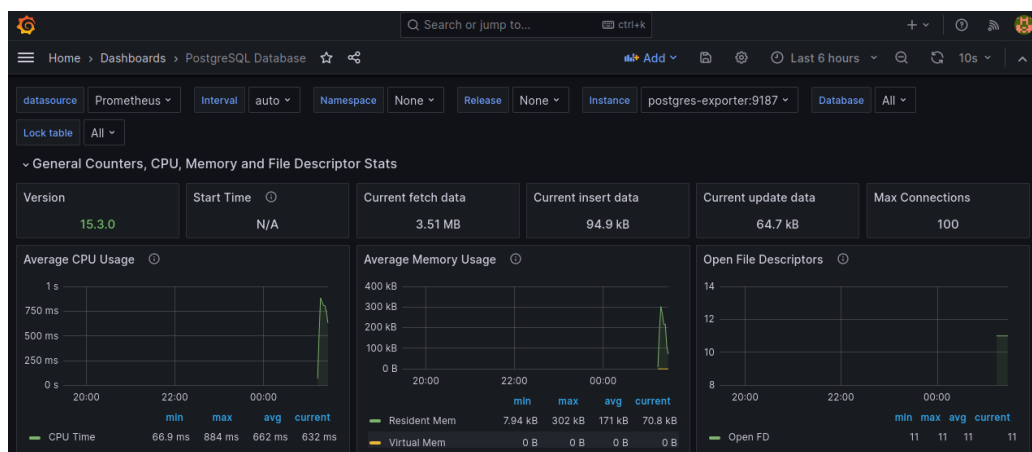 Search or jump to... ctrl+k
Home › Dashboards › PostgreSQL Database Add Last 6 hours 10s
datasource Prometheus Interval auto Namespace None Release None Instance postgres-exporter:9187 Database All
Lock table All
General Counters, CPU, Memory and File Descriptor Stats
Version
15.3.0
Start Time
N/A
Current fetch data
3.51 MB
Current insert data
94.9 kB
Current update data
64.7 kB
Max Connections
100
Average CPU Usage
1 s
750 ms
500 ms
250 ms
0 s
20:00 22:00 00:00
min max avg current
CPU Time 66.9 ms 884 ms 662 ms 632 ms
Average Memory Usage
400 kB
300 kB
200 kB
100 kB
0 B
20:00 22:00 00:00
min max avg current
Resident Mem 7.94 kB 302 kB 171 kB 70.8 kB
Virtual Mem 0 B 0 B 0 B 0 B
Open File Descriptors
14
12
10
8
20:00 22:00 00:00
min max avg current
Open FD 11 11 11 11